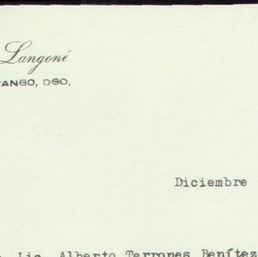 Langoné
ANGO, DGO.
Diciembre
Lic. Alberto Terrones Benítez